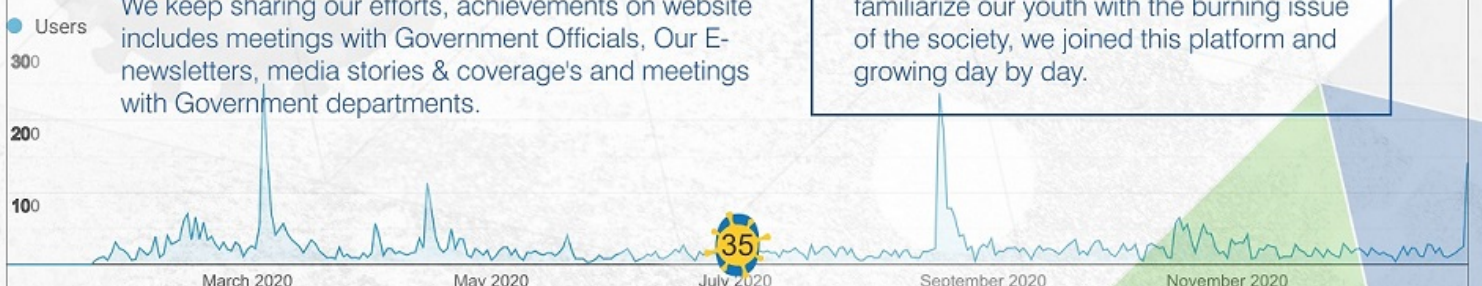 We keep sharing our efforts, achievements on website
includes meetings with Government Officials, Our E-
newsletters, media stories & coverage's and meetings
with Government departments.
familiarize our youth with the burning issue
of the society, we joined this platform and
growing day by day.
Users
300
200
100
35
March 2020
May 2020
July 2020
September 2020
November 2020